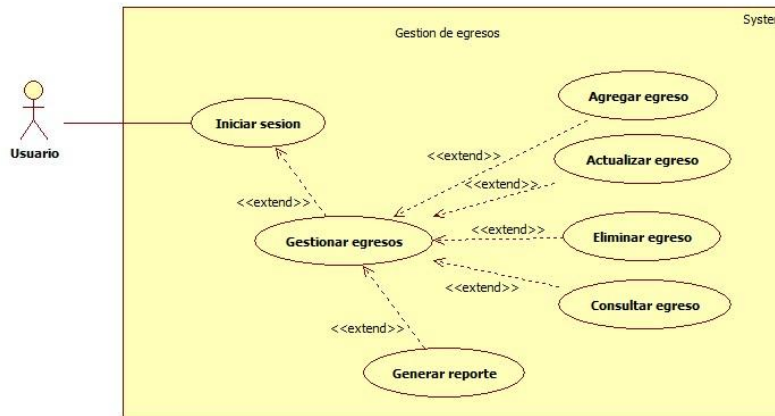 System
Gestion de egresos
Agregar egreso
Iniciar sesion
Usuario
<<extend>>
Actualizar egreso
<<extend>>
<<extend>>
Gestionar egresos
<<extend>>
Eliminar egreso
<<extend>>
Consultar egreso
<<extend>>
Generar reporte